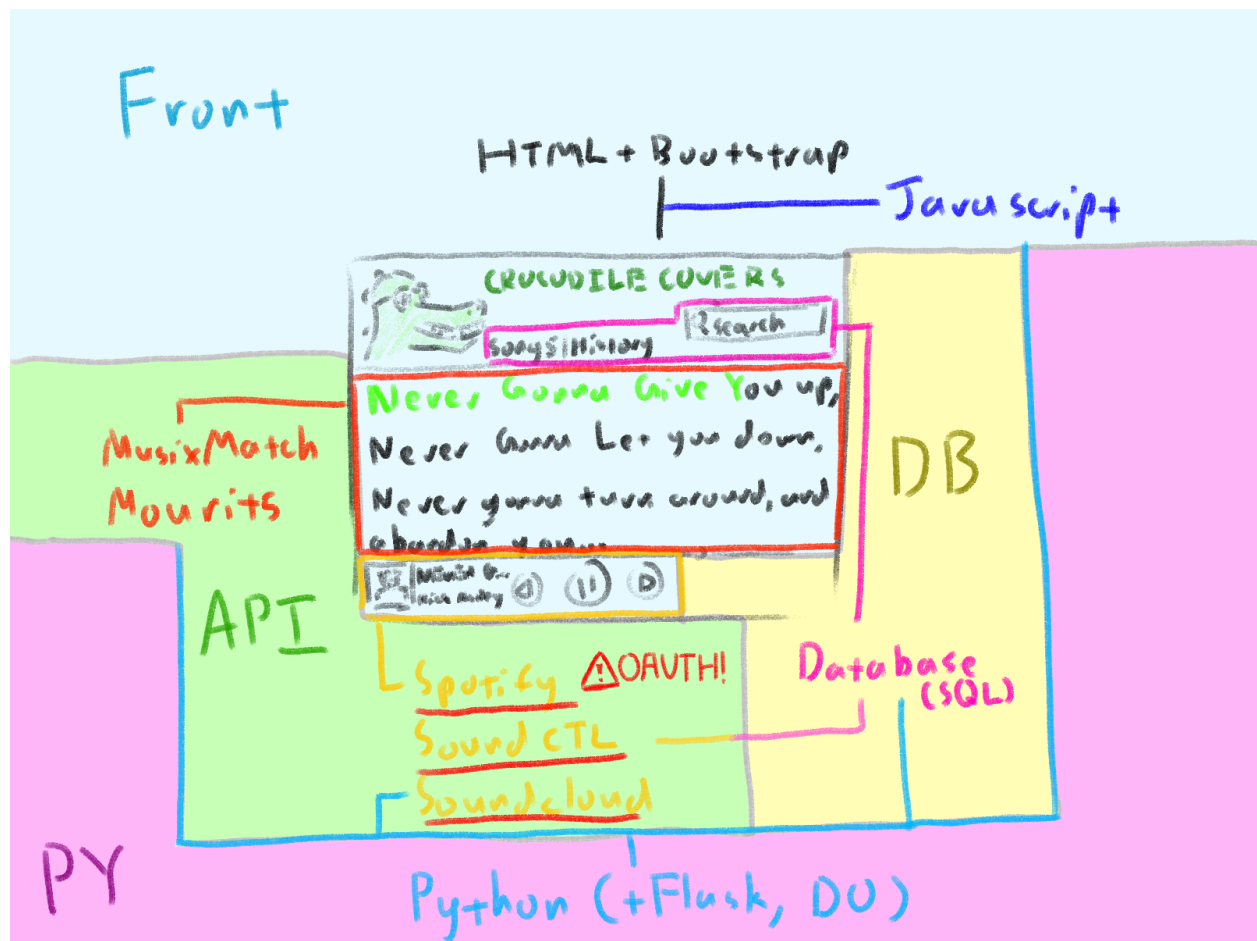 Front
HTML + Bootstrap
Javascript
CROCODILE COVERS
search
Songs | History
Never Gonna Give You up,
Never Gonna Let you down,
Never gonna turn around, and
abandon you...
MusixMatch
Mourits
DB
API
Spotify
⚠OAUTH!
Sound CTL
Soundcloud
Database
(SQL)
PY
Python (+Flask, DO)